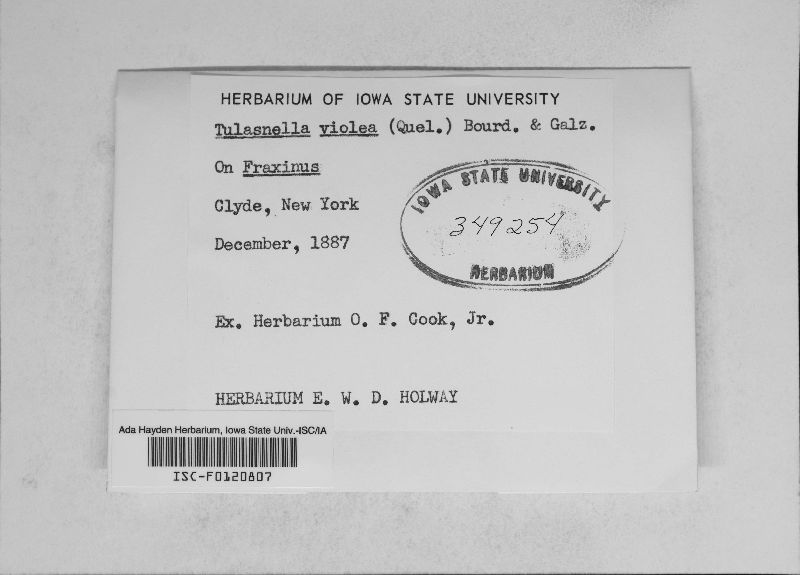 HERBARIUM OF IOWA STATE UNIVERSITY
Tulasnella violea (Quel.) Bourd. & Galz.
On Fraxinus
Clyde, New York
December, 1887
IOWA STATE UNIVERSITY
349254
HERBARIUM
Ex. Herbarium O. F. Cook, Jr.
HERBARIUM E. W. D. HOLWAY
Ada Hayden Herbarium, Iowa State Univ.-ISC/IA
ISC-F0120807